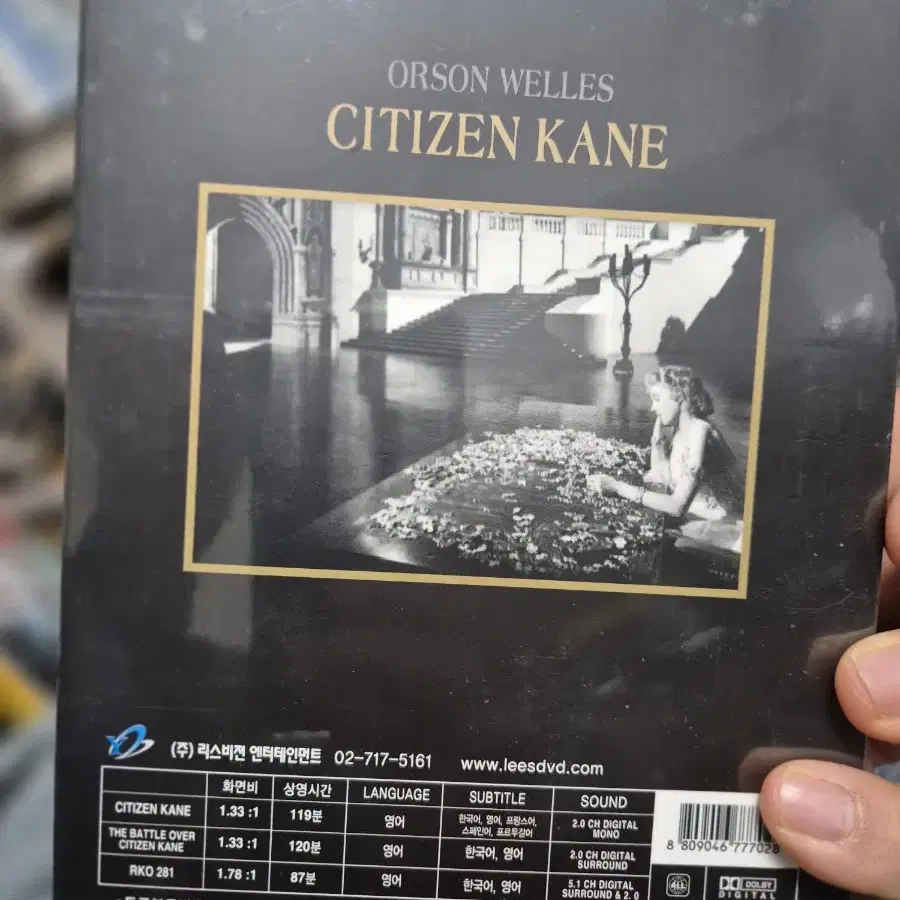 ORSON WELLES
CITIZEN KANE
(주) 리스비젼 엔터테인먼트 02-717-5161 www.leesdvd.com
화면비 상영시간 LANGUAGE SUBTITLE SOUND
CITIZEN KANE 1.33 :1 119분 영어 한국어, 영어, 프랑스어, 스페인어, 포르투갈어 2.0 CH DIGITAL MONO
THE BATTLE OVER CITIZEN KANE 1.33 :1 120분 영어 한국어, 영어 2.0 CH DIGITAL SURROUND
RKO 281 1.78 :1 87분 영어 한국어, 영어 5.1 CH DIGITAL SURROUND & 2.0
8 809046 777028
ALL
DOLBY
DIGITAL